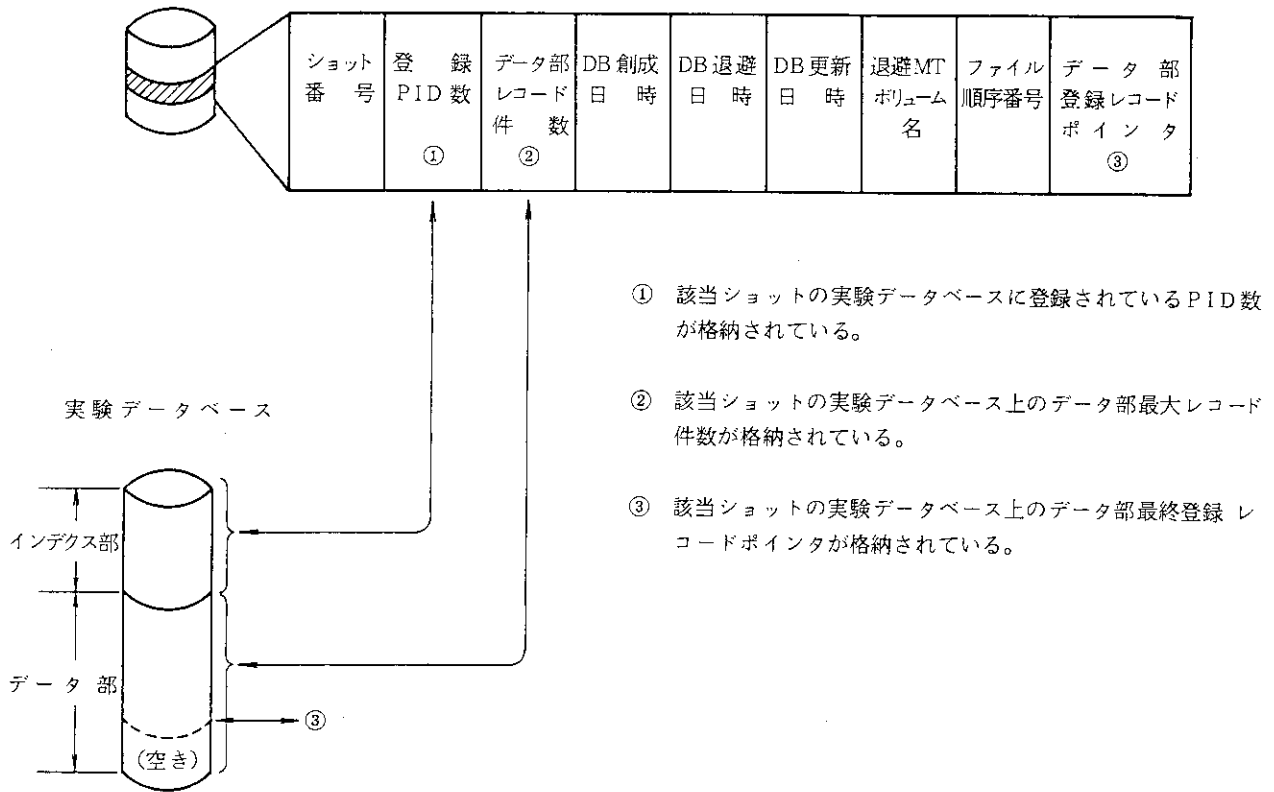 ショット
番号
登録
PID数
①
データ部
レコード
件数
②
DB創成
日時
DB退避
日時
DB更新
日時
退避MT
ボリューム
名
ファイル
順序番号
データ部
登録レコード
ポインタ
③
① 該当ショットの実験データベースに登録されているPID数
が格納されている。
② 該当ショットの実験データベース上のデータ部最大レコード
件数が格納されている。
③ 該当ショットの実験データベース上のデータ部最終登録レ
コードポインタが格納されている。
実験データベース
インデクス部
データ部
③
(空き)